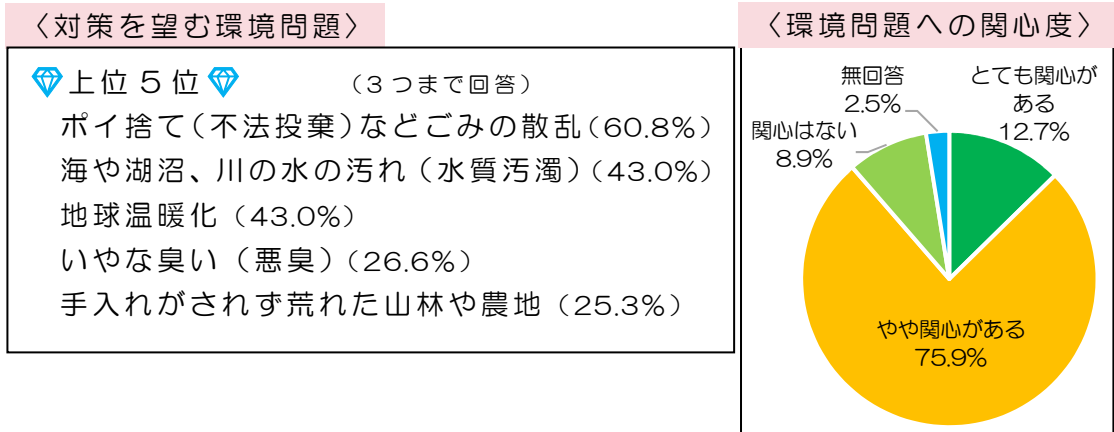 〈対策を望む環境問題〉
上位5位 （3つまで回答）
ポイ捨て（不法投棄）などごみの散乱（60.8%）
海や湖沼、川の水の汚れ（水質汚濁）（43.0%）
地球温暖化（43.0%）
いやな臭い（悪臭）（26.6%）
手入れがされず荒れた山林や農地（25.3%）
〈環境問題への関心度〉
無回答
2.5%
とても関心が
ある
12.7%
関心はない
8.9%
やや関心がある
75.9%